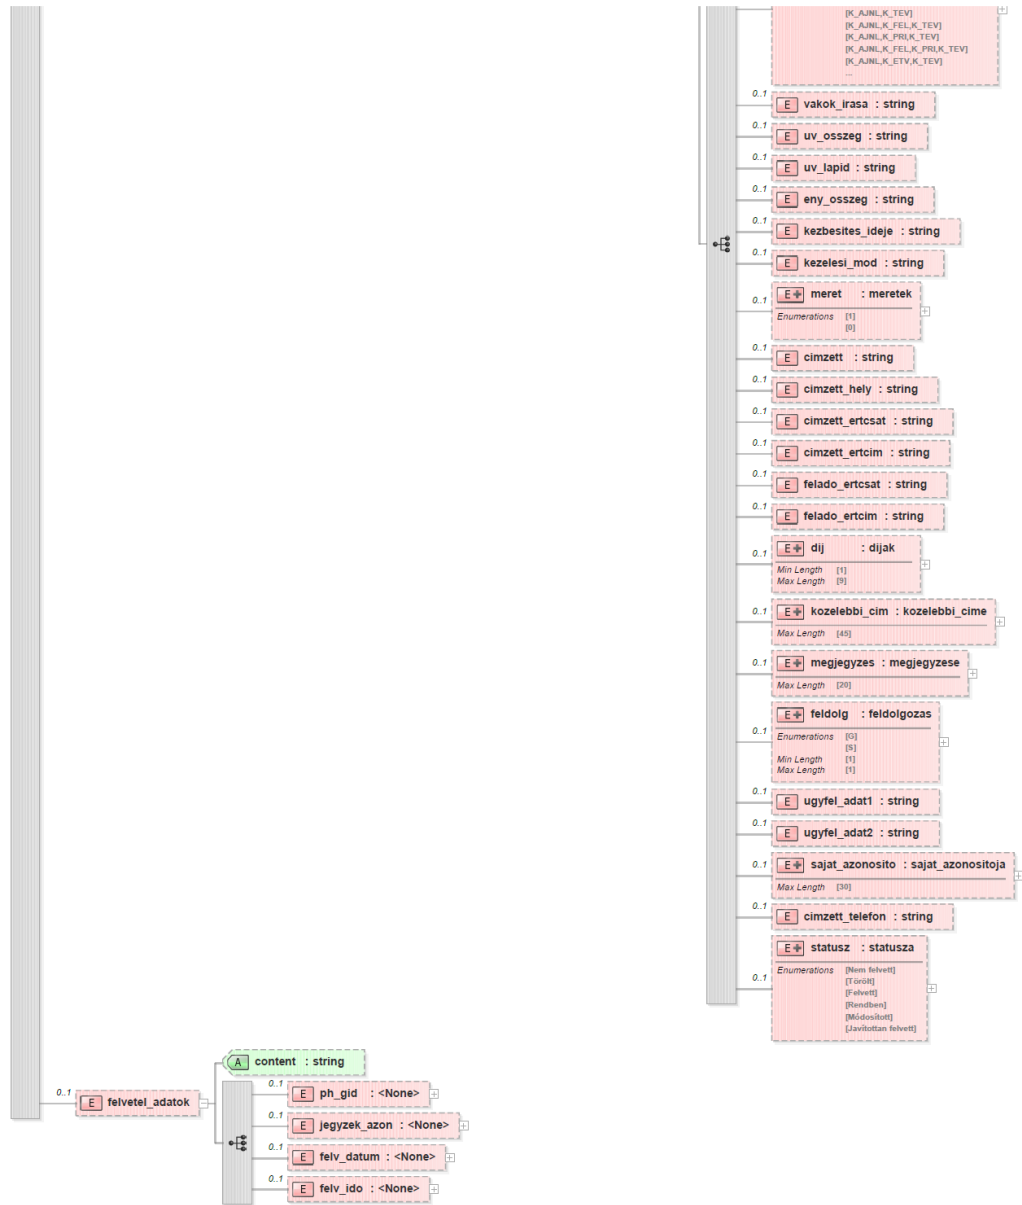 [K_AJNL,K_TEV]
[K_AJNL,K_FEL,K_TEV]
[K_AJNL,K_PRI,K_TEV]
[K_AJNL,K_FEL,K_PRI,K_TEV]
[K_AJNL,K_ETV,K_TEV]
...
0..1
E vakok_irasa : string
0..1
E uv_osszeg : string
0..1
E uv_lapid : string
0..1
E eny_osszeg : string
0..1
E kezbesites_ideje : string
0..1
E kezelesi_mod : string
0..1
E+ meret : meretek
Enumerations [1]
[0]
0..1
E cimzett : string
0..1
E cimzett_hely : string
0..1
E cimzett_ertcsat : string
0..1
E cimzett_ertcim : string
0..1
E felado_ertcsat : string
0..1
E felado_ertcim : string
0..1
E+ dij : dijak
Min Length [1]
Max Length [9]
0..1
E+ kozelebbi_cim : kozelebbi_cime
Max Length [45]
0..1
E+ megjegyzes : megjegyzese
Max Length [20]
0..1
E+ feldolg : feldolgozas
Enumerations [G]
[S]
Min Length [1]
Max Length [1]
0..1
E ugyfel_adat1 : string
0..1
E ugyfel_adat2 : string
0..1
E+ sajat_azonosito : sajat_azonositoja
Max Length [30]
0..1
E cimzett_telefon : string
0..1
E+ statusz : statusza
Enumerations [Nem felvett]
[Törölt]
[Felvett]
[Rendben]
[Módosított]
[Javítottan felvett]
0..1
E felvetel_adatok
A content : string
0..1
E ph_gid : <None>
0..1
E jegyzek_azon : <None>
0..1
E felv_datum : <None>
0..1
E felv_ido : <None>